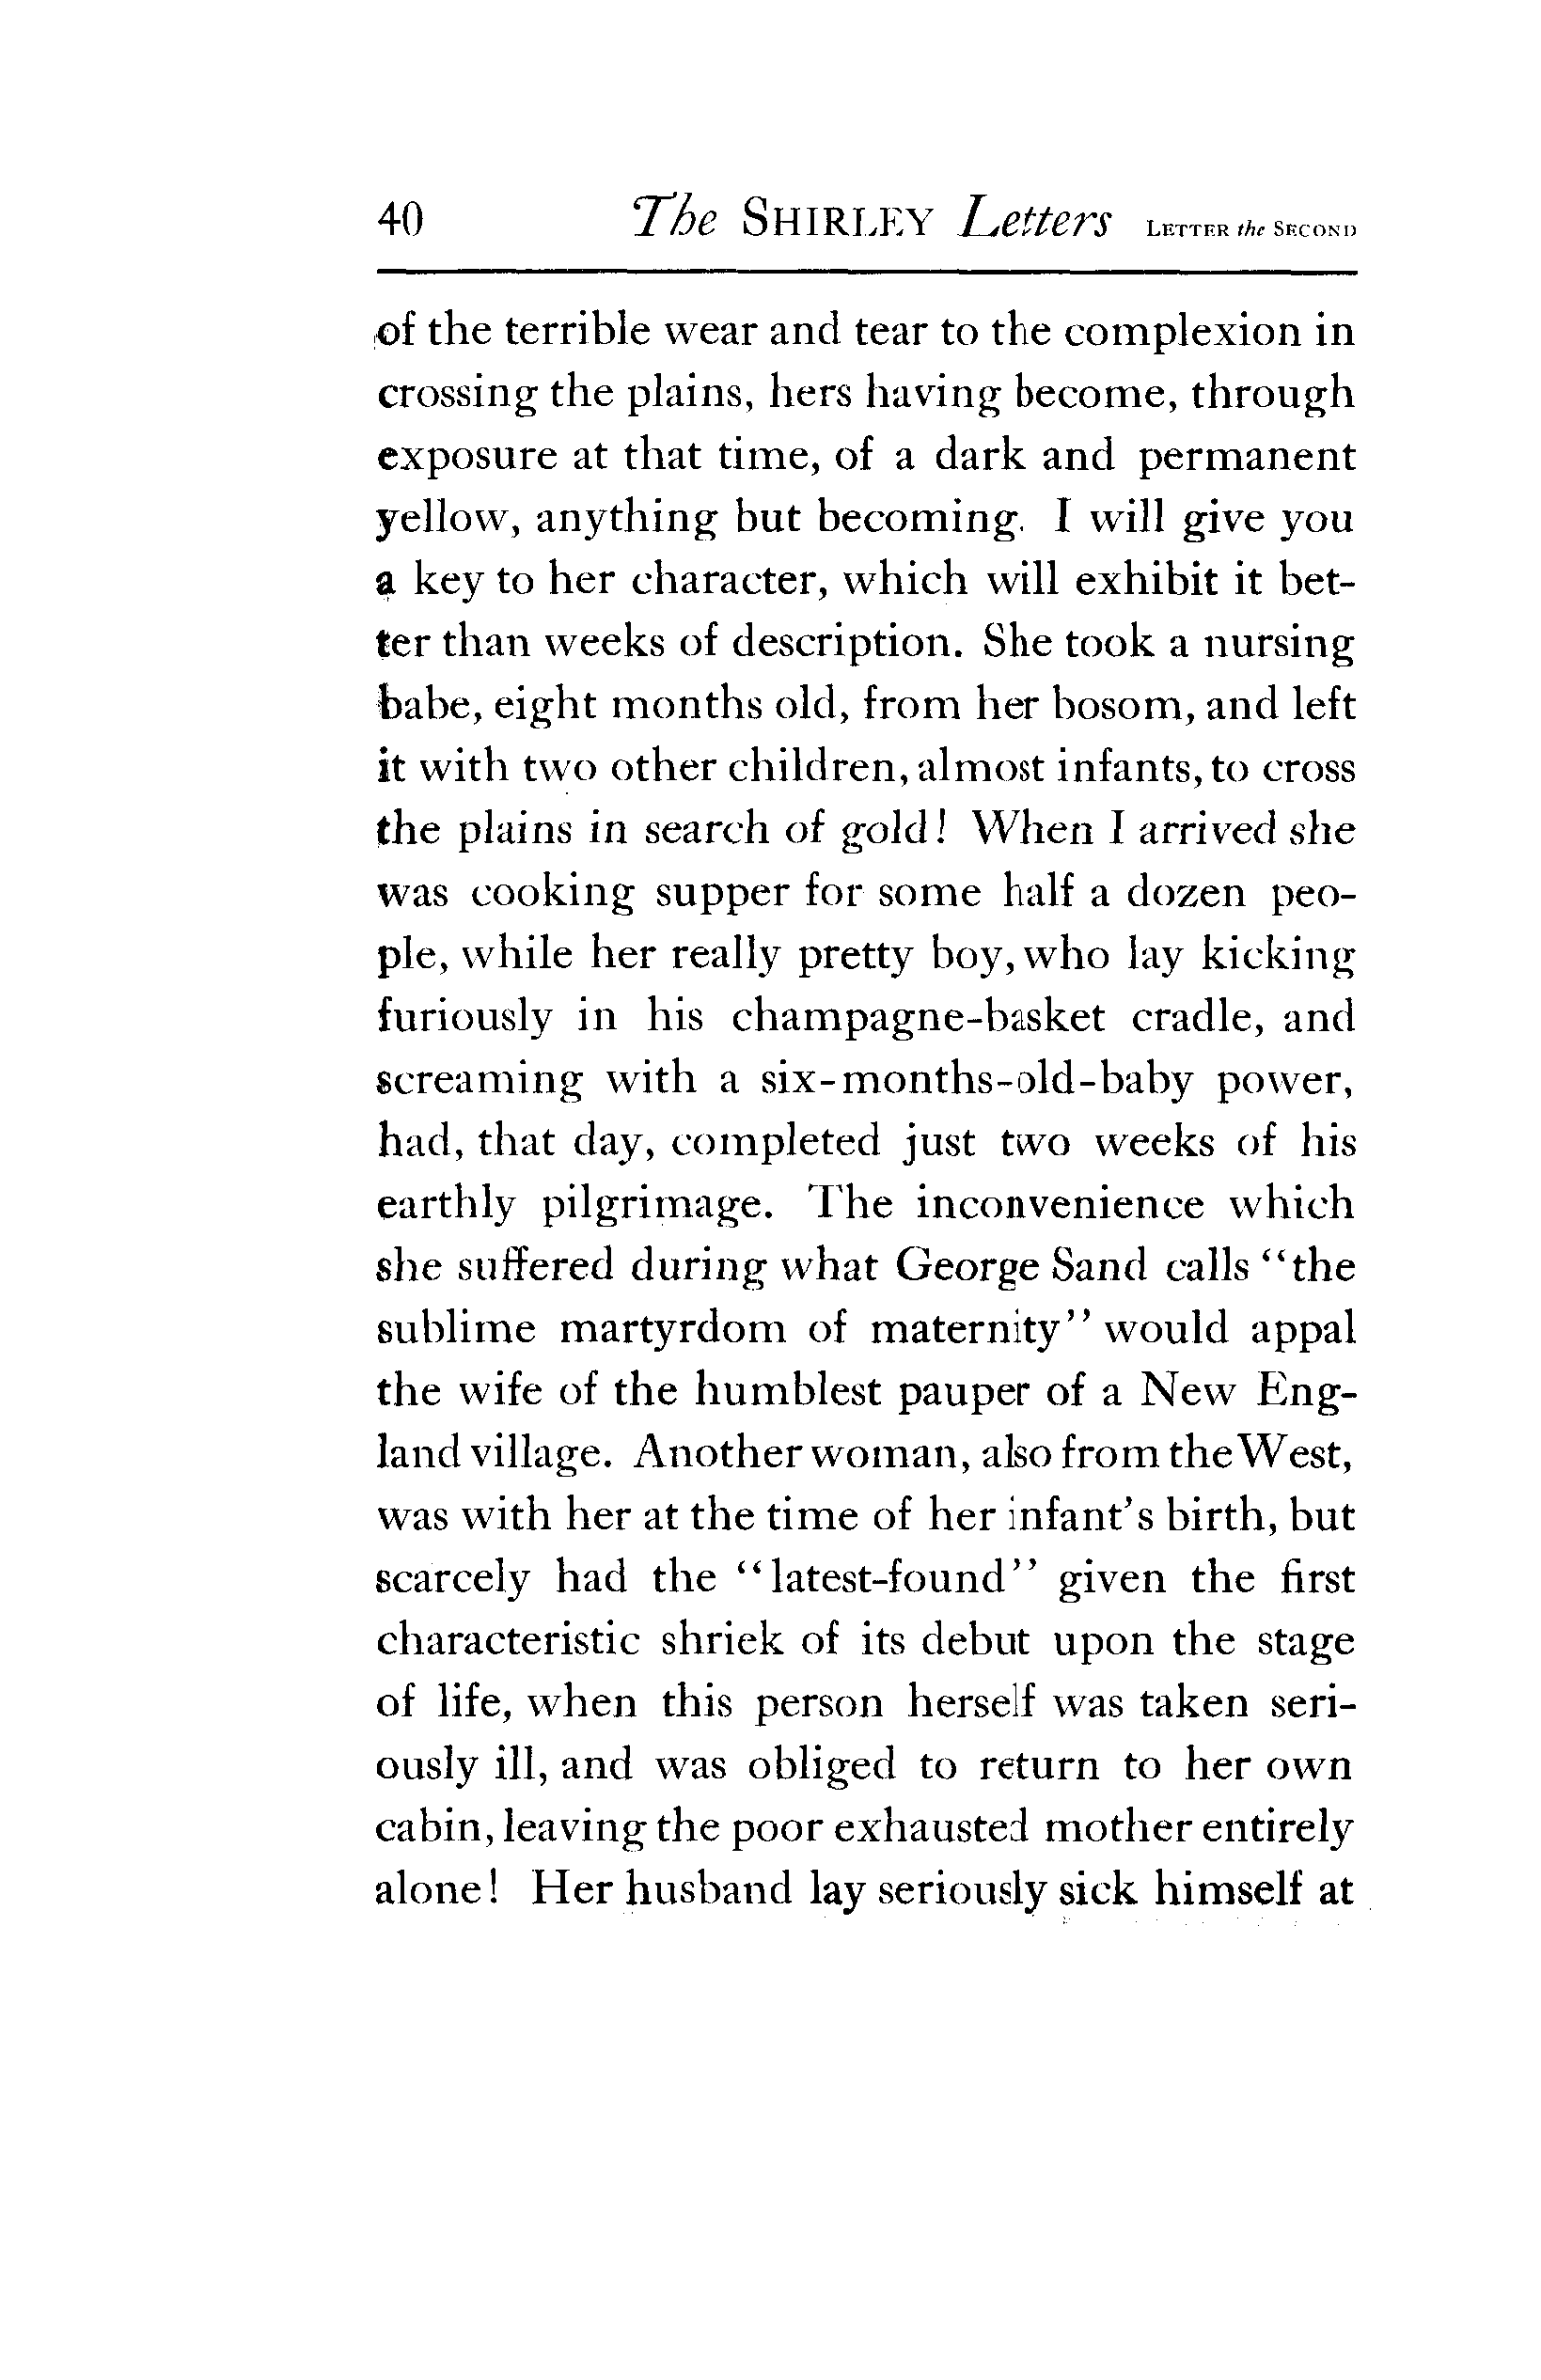 40 The SHIRLEY Letters LETTER the SECOND
of the terrible wear and tear to the complexion in
crossing the plains, hers having become, through
exposure at that time, of a dark and permanent
yellow, anything but becoming. I will give you
a key to her character, which will exhibit it bet-
ter than weeks of description. She took a nursing
babe, eight months old, from her bosom, and left
it with two other children, almost infants, to cross
the plains in search of gold! When I arrived she
was cooking supper for some half a dozen peo-
ple, while her really pretty boy, who lay kicking
furiously in his champagne-basket cradle, and
screaming with a six-months-old-baby power,
had, that day, completed just two weeks of his
earthly pilgrimage. The inconvenience which
she suffered during what George Sand calls "the
sublime martyrdom of maternity" would appal
the wife of the humblest pauper of a New Eng-
land village. Another woman, also from the West,
was with her at the time of her infant's birth, but
scarcely had the "latest-found" given the first
characteristic shriek of its debut upon the stage
of life, when this person herself was taken seri-
ously ill, and was obliged to return to her own
cabin, leaving the poor exhausted mother entirely
alone! Her husband lay seriously sick himself at